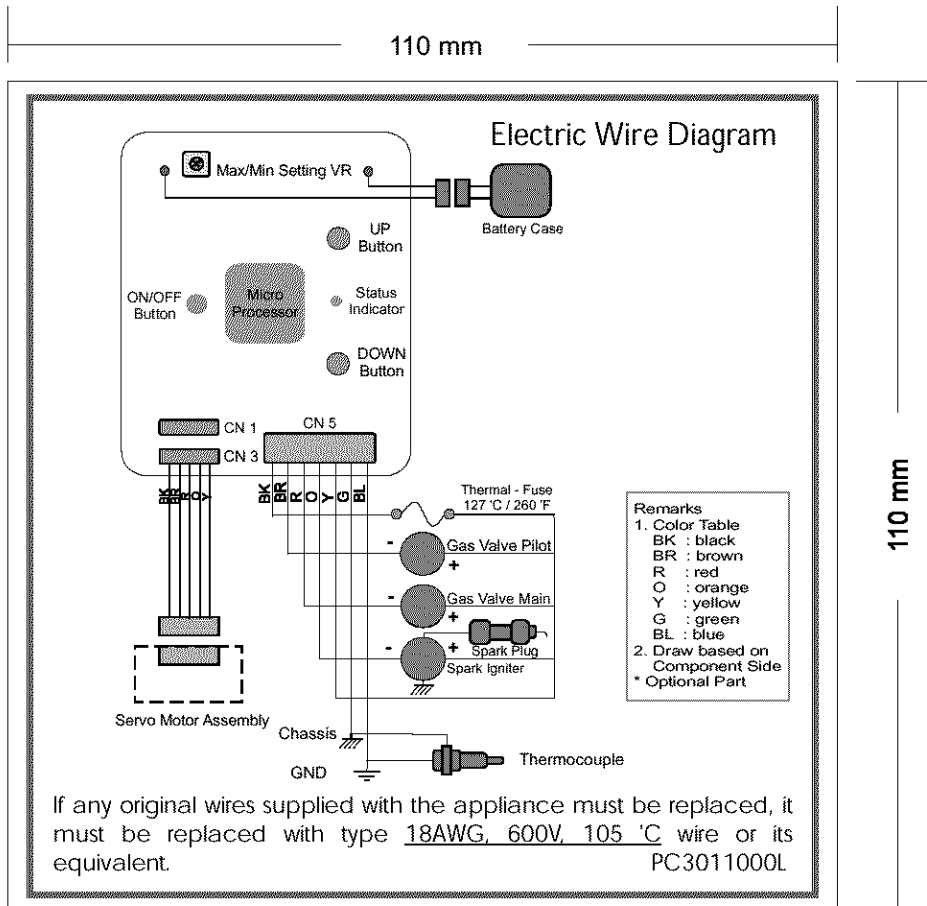 110 mm
110 mm
Electric Wire Diagram
Max/Min Setting VR
Battery Case
UP
Button
ON/OFF
Button
Micro
Processor
Status
Indicator
DOWN
Button
CN 1
CN 3
CN 5
BK
BR
R
O
Y
BK
BR
R
O
Y
G
BL
Thermal - Fuse
127 'C / 260 'F
- Gas Valve Pilot
+
- Gas Valve Main
+
- +
Spark Plug
Spark Igniter
Servo Motor Assembly
Chassis
GND
Thermocouple
Remarks
1. Color Table
BK : black
BR : brown
R : red
O : orange
Y : yellow
G : green
BL : blue
2. Draw based on
Component Side
* Optional Part
If any original wires supplied with the appliance must be replaced, it
must be replaced with type 18AWG, 600V, 105 'C wire or its
equivalent. PC3011000L